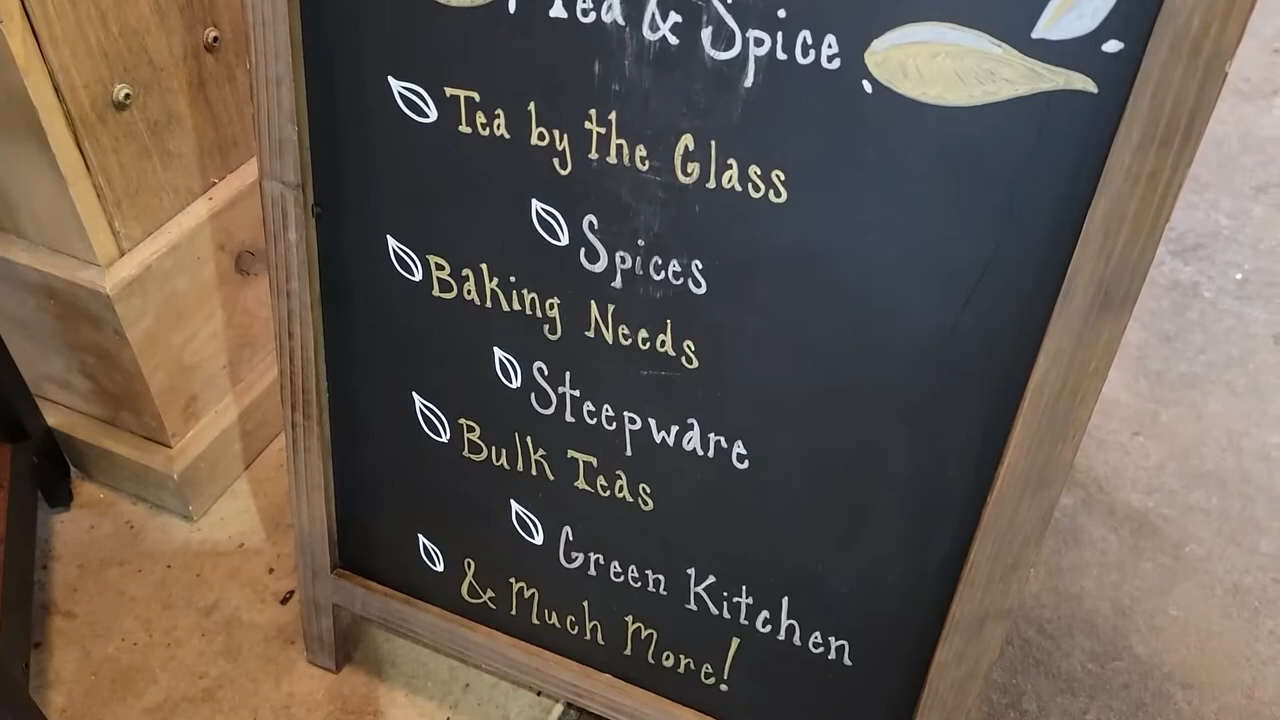 Tea & Spice
Tea by the Glass
Spices
Baking Needs
Steepware
Bulk Teas
Green Kitchen
& Much More!